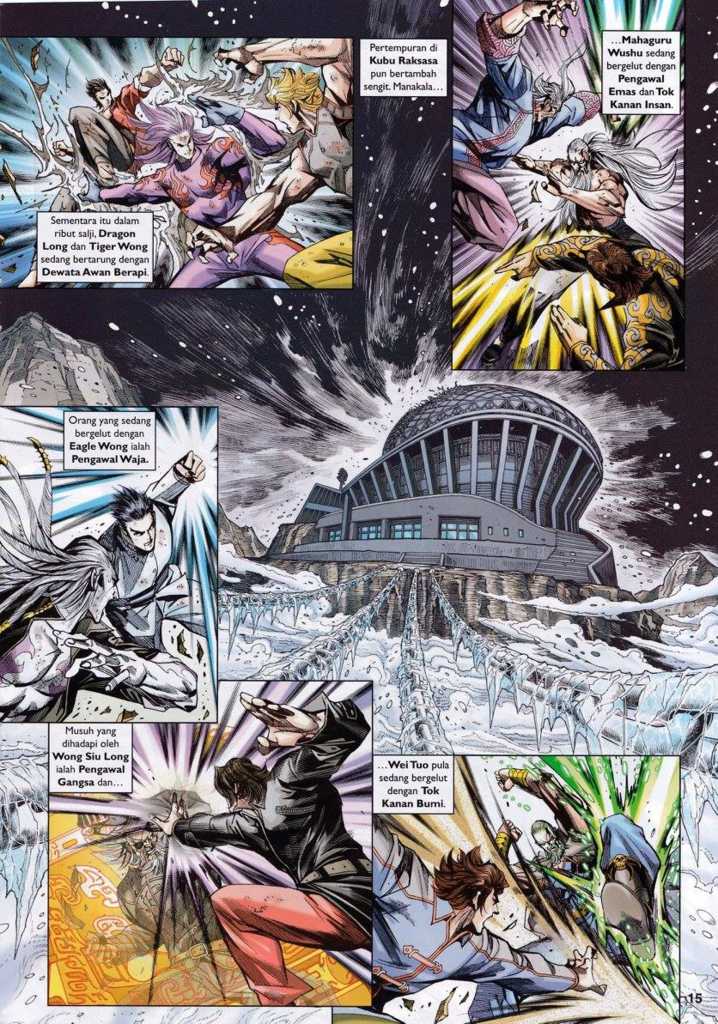 Sementara itu dalam
ribut salji, Dragon
Long dan Tiger Wong
sedang bertarung dengan
Dewata Awan Berapi.
Pertempuran di
Kubu Raksasa
pun bertambah
sengit. Manakala...
...Mahaguru
Wushu sedang
bergelut dengan
Pengawal
Emas dan Tok
Kanan Insan.
Orang yang sedang
bergelut dengan
Eagle Wong ialah
Pengawal Waja.
Musuh yang
dihadapi oleh
Wong Siu Long
ialah Pengawal
Gangsa dan...
...Wei Tuo pula
sedang bergelut
dengan Tok
Kanan Bumi.
15